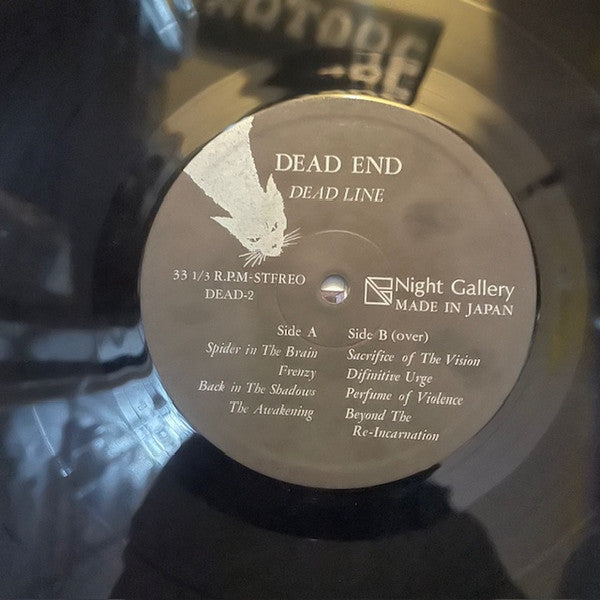 DEAD END
DEAD LINE
33 1/3 R.P.M-STEREO
DEAD-2
Night Gallery
MADE IN JAPAN
Side A
Spider in The Brain
Frenzy
Back in The Shadows
The Awakening
Side B (over)
Sacrifice of The Vision
Difinitive Urge
Perfume of Violence
Beyond The
Re-Incarnation